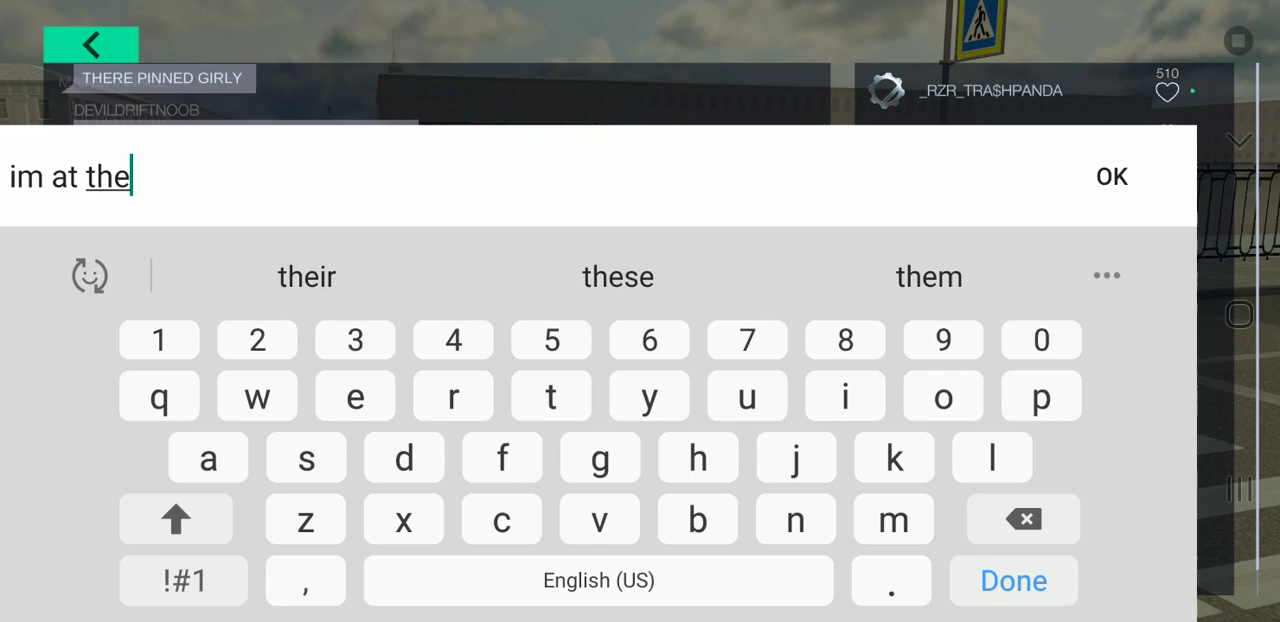 THERE PINNED GIRLY
DEVILDRIFTNOOB
_RZR_TRA$HPANDA
510
im at the
OK
their these them
1 2 3 4 5 6 7 8 9 0
q w e r t y u i o p
a s d f g h j k l
z x c v b n m
!#1 , English (US) . Done